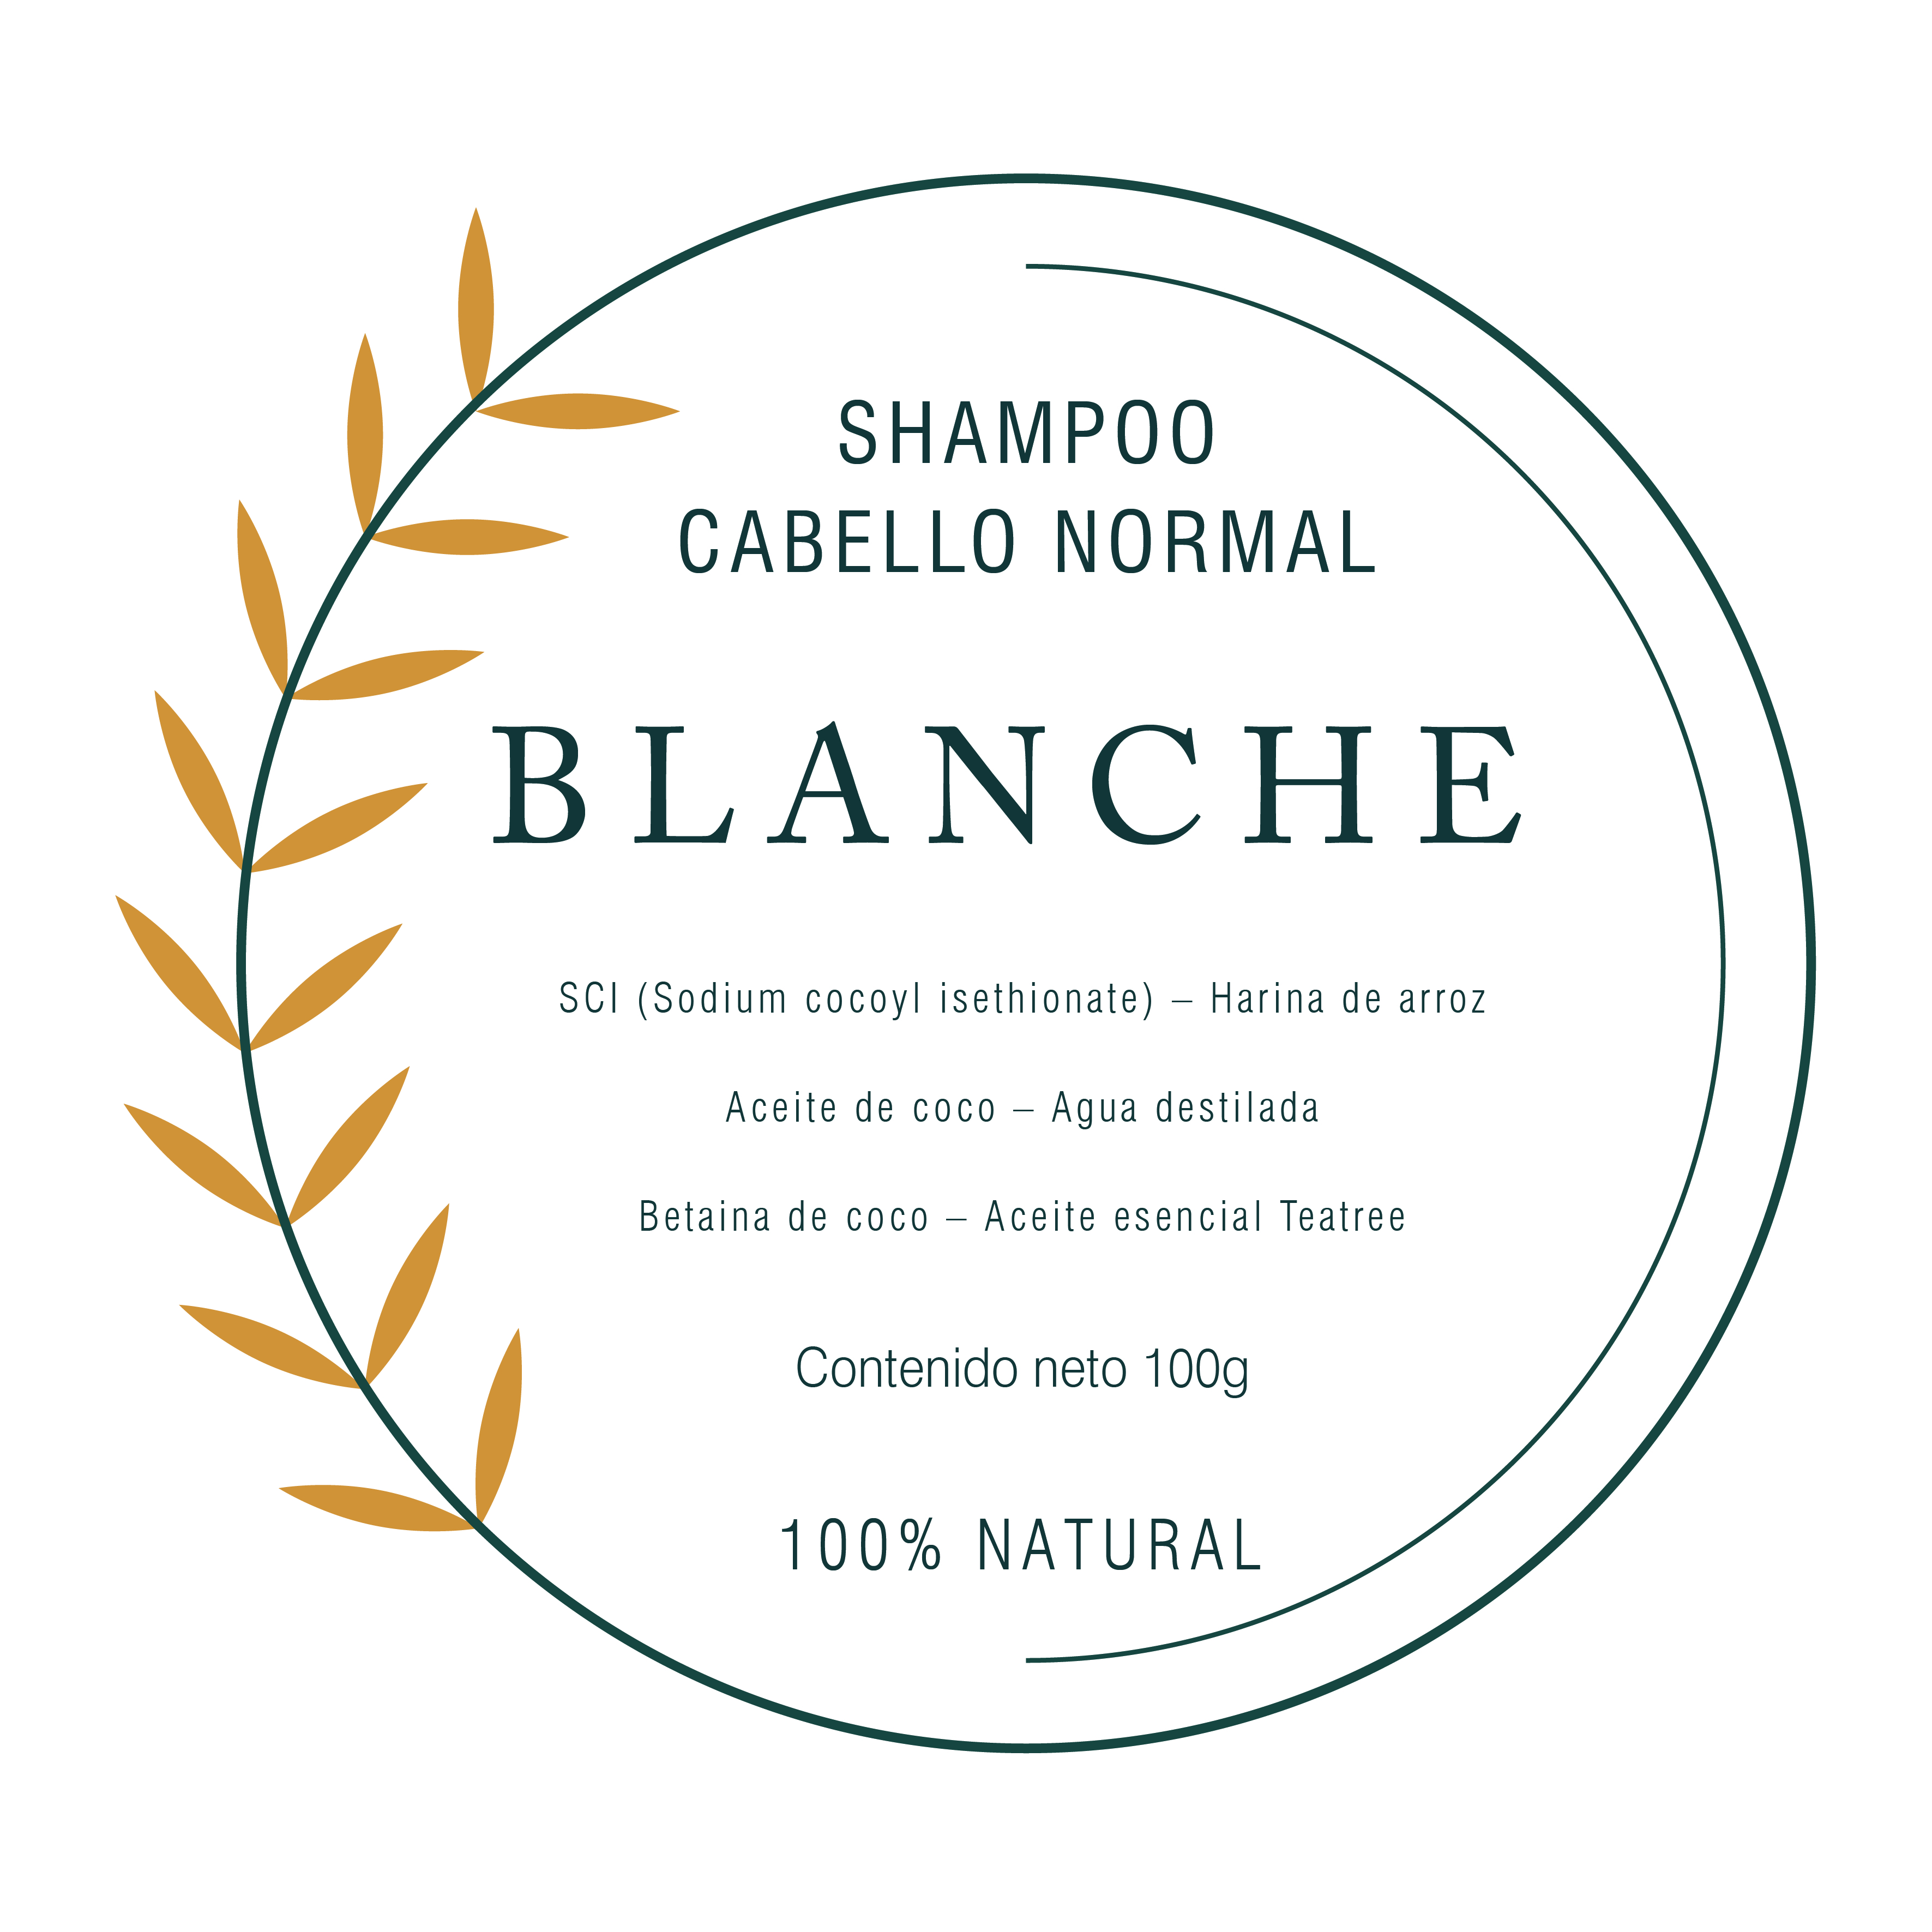 SHAMPOO
CABELLO NORMAL
BLANCHE
SCI (Sodium cocoyl isethionate) – Harina de arroz
Aceite de coco – Agua destilada
Betaina de coco – Aceite esencial Teatree
Contenido neto 100g
100% NATURAL